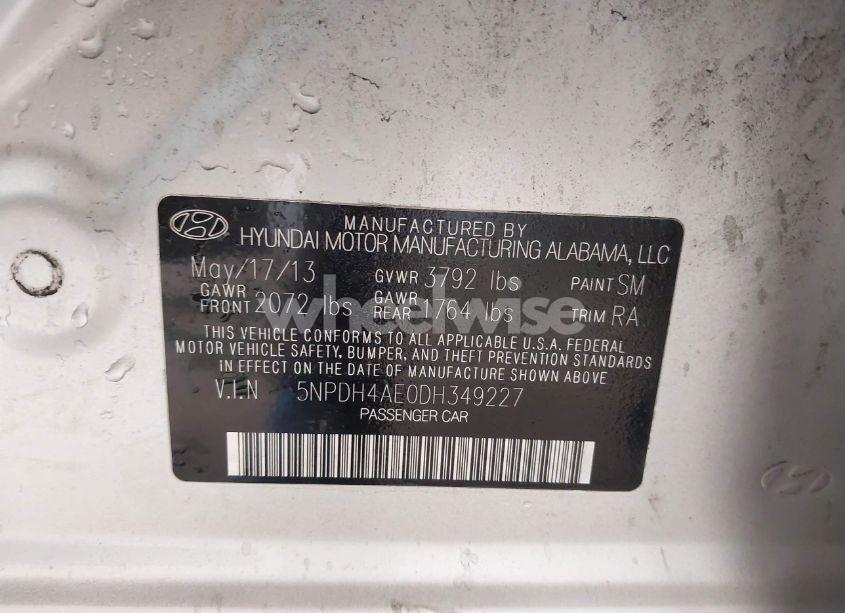 MANUFACTURED BY
HYUNDAI MOTOR MANUFACTURING ALABAMA, LLC
May/17/13 GVWR 3792 lbs PAINT SM
GAWR FRONT 2072 lbs GAWR REAR 1764 lbs TRIM RA
THIS VEHICLE CONFORMS TO ALL APPLICABLE U.S.A. FEDERAL
MOTOR VEHICLE SAFETY, BUMPER, AND THEFT PREVENTION STANDARDS
IN EFFECT ON THE DATE OF MANUFACTURE SHOWN ABOVE.
V.I.N 5NPDH4AE0DH349227
PASSENGER CAR
wheelwise